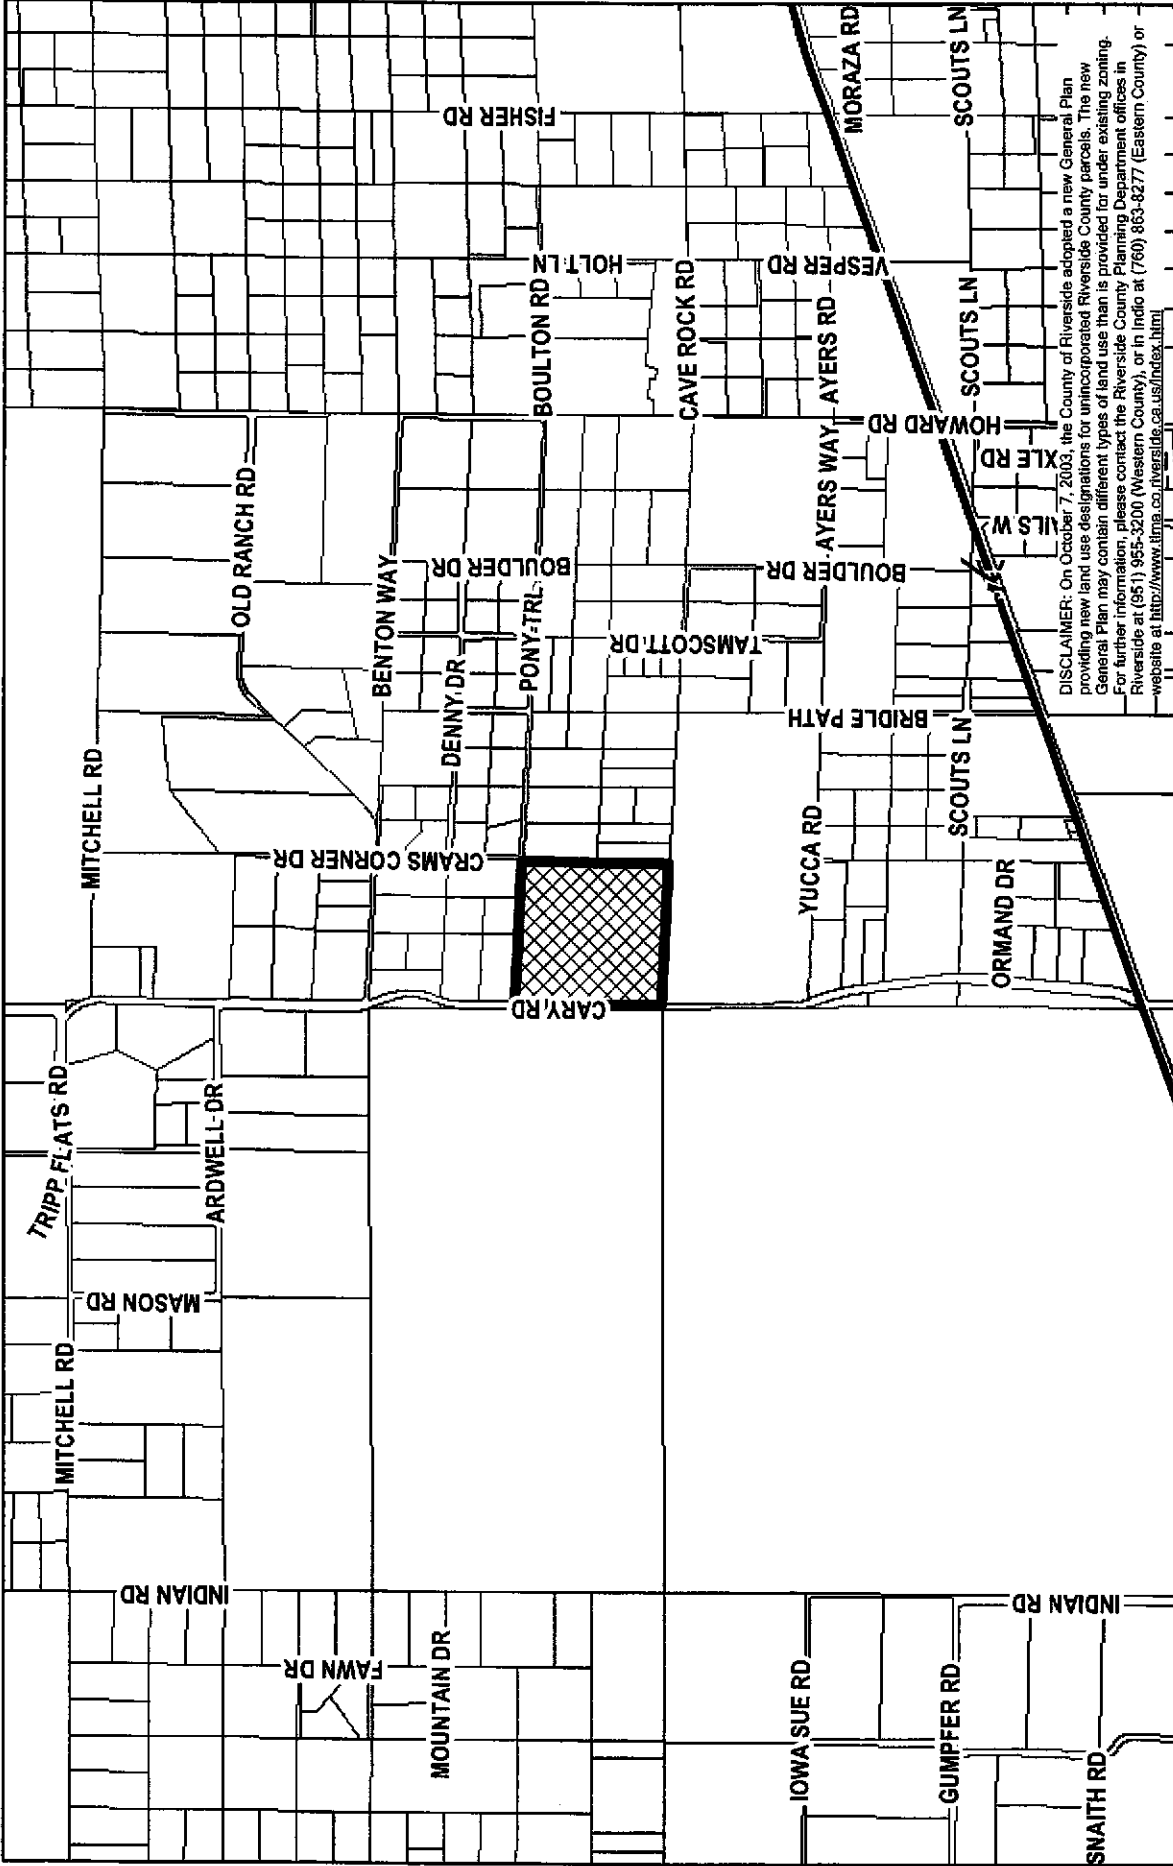 TRIPP FLATS RD
MITCHELL RD
MITCHELL RD
MASON RD
INDIAN RD
ARDWELL DR
OLD RANCH RD
FAWN DR
CRAMS CORNER DR
BENTON WAY
MOUNTAIN DR
DENNY DR
BOULDER DR
FISHER RD
PONY TRL
BOULTON RD
HOLT LN
CARY RD
TAMSCOTT DR
CAVE ROCK RD
IOWA SUE RD
YUCCA RD
AYERS WAY
AYERS RD
BOULDER DR
VESPER RD
MORAZA RD
BRIDLE PATH
HOWARD RD
GUMPFER RD
SCOUTS LN
SCOUTS LN
SCOUTS LN
ORMAND DR
XLE RD
INDIAN RD
SNAITH RD
DISCLAIMER: On October 7, 2003, the County of Riverside adopted a new General Plan
providing new land use designations for unincorporated Riverside County parcels. The new
General Plan may contain different types of land use than is provided for under existing zoning.
For further information, please contact the Riverside County Planning Department offices in
Riverside at (951) 955-3200 (Western County), or in Indio at (760) 863-8277 (Eastern County) or
website at http://www.tlma.co.riverside.ca.us/index.html